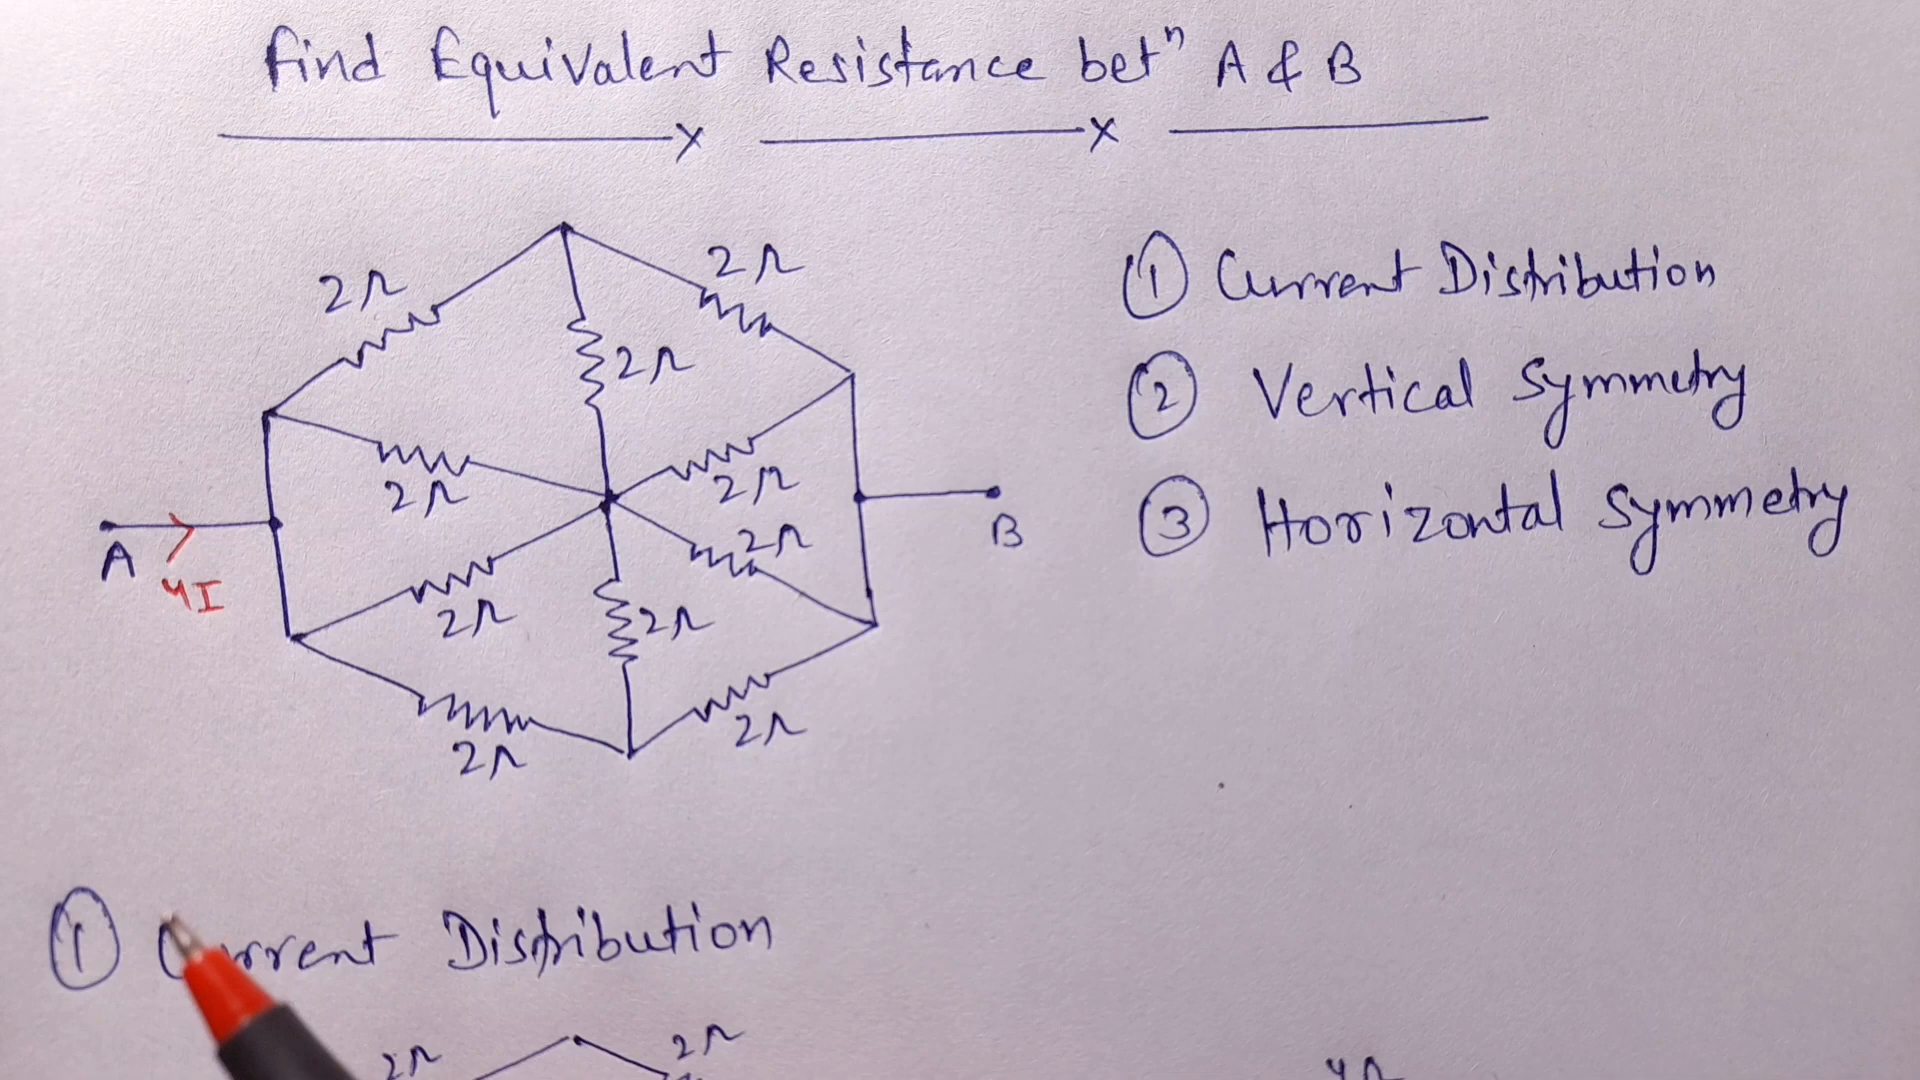 Find Equivalent Resistance betⁿ A & B
x x
2Ω 2Ω
2Ω
2Ω 2Ω
A 4I B
2Ω
2Ω 2Ω
2Ω 2Ω
① Current Distribution
② Vertical Symmetry
③ Horizontal Symmetry
① Current Distribution
2Ω 2Ω
4Ω